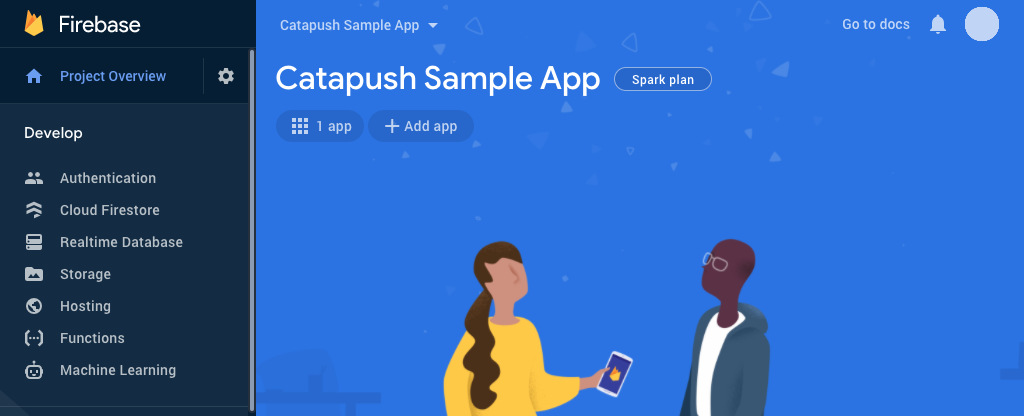 Firebase
Project Overview
Develop
Authentication
Cloud Firestore
Realtime Database
Storage
Hosting
Functions
Machine Learning
Catapush Sample App
Go to docs
Catapush Sample App
Spark plan
1 app
Add app